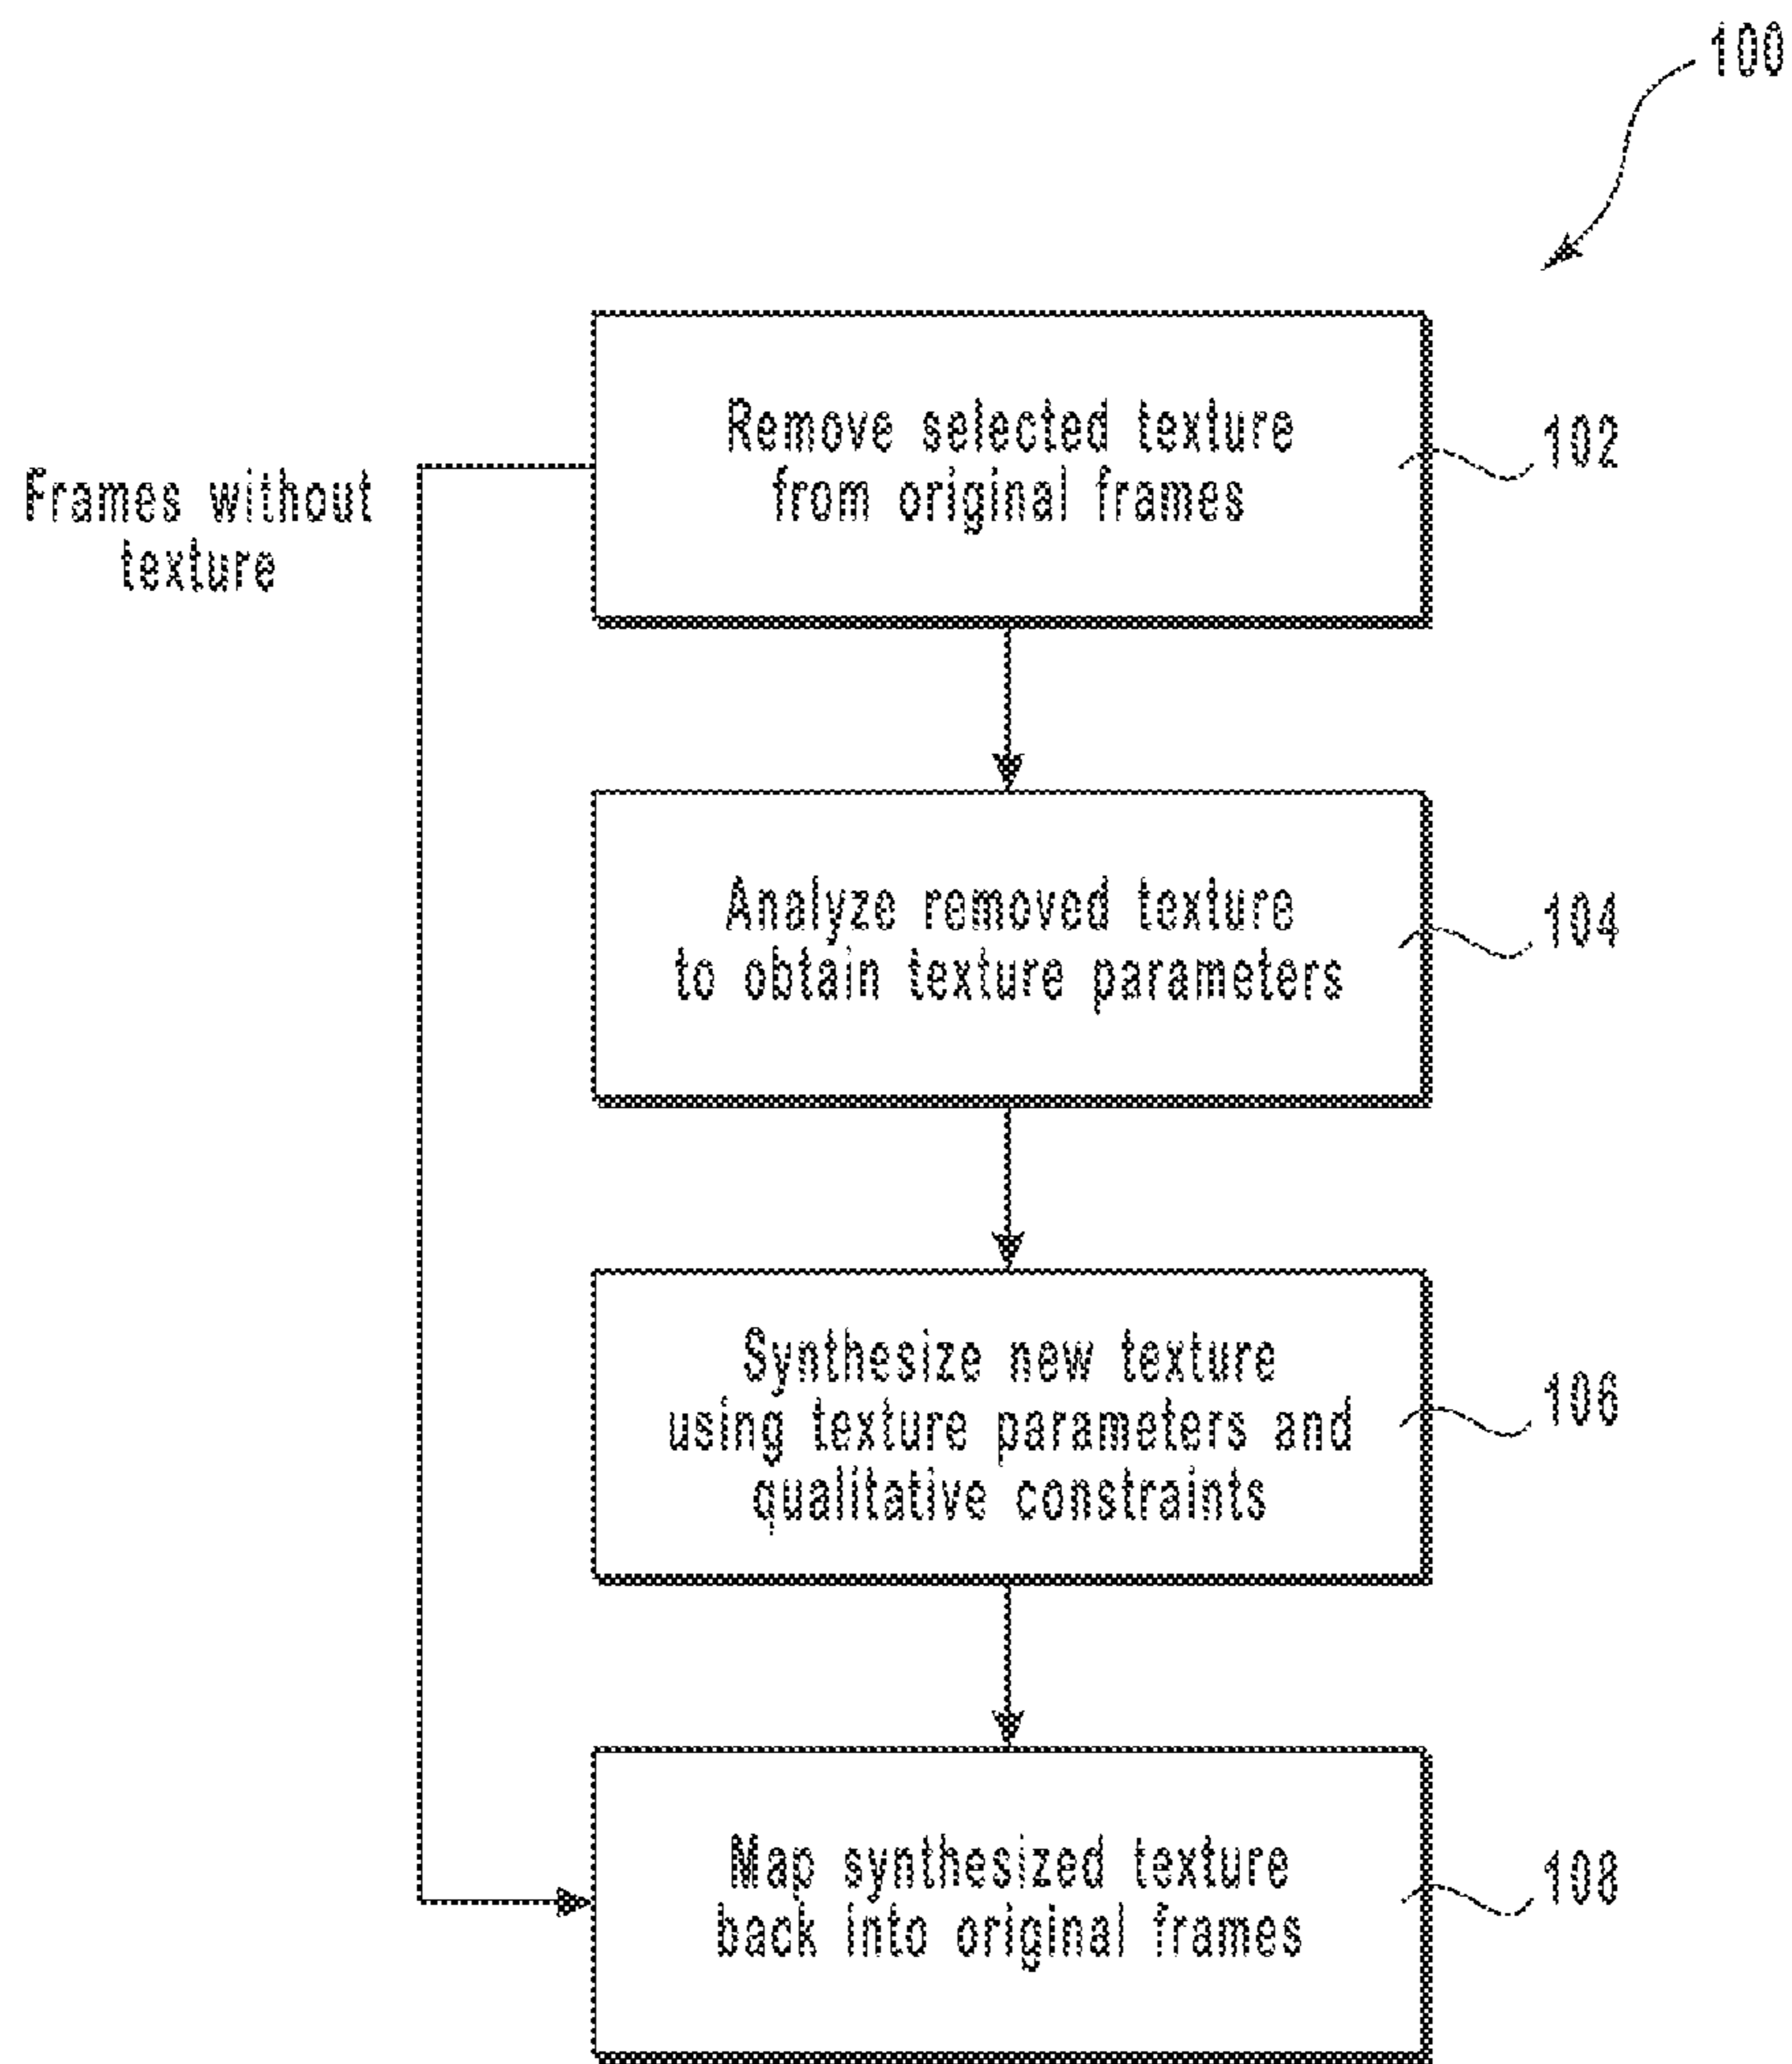 100
Remove selected texture
from original frames
102
Frames without
texture
Analyze removed texture
to obtain texture parameters
104
Synthesize new texture
using texture parameters and
qualitative constraints
106
Map synthesized texture
back into original frames
108